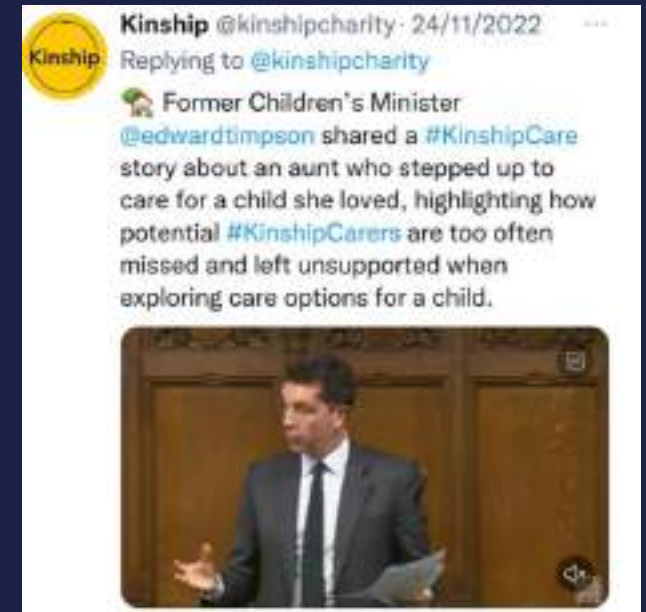 Kinship @kinshipcharity · 24/11/2022 ...
Kinship
Replying to @kinshipcharity
🏡 Former Children's Minister
@edwardtimpson shared a #KinshipCare
story about an aunt who stepped up to
care for a child she loved, highlighting how
potential #KinshipCarers are too often
missed and left unsupported when
exploring care options for a child.